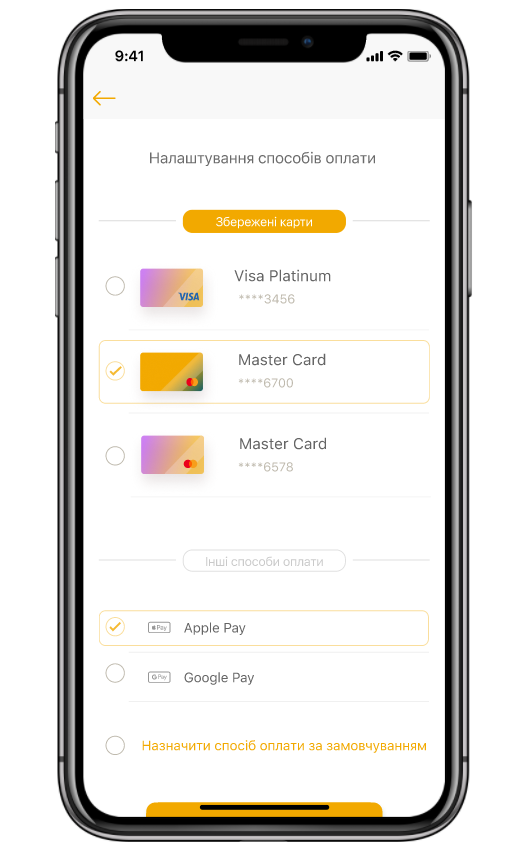 9:41
Налаштування способів оплати
Збережені карти
Visa Platinum
VISA
****3456
Master Card
****6700
Master Card
****6578
Інші способи оплати
Pay Apple Pay
G Pay Google Pay
Назначити спосіб оплати за замовчуванням